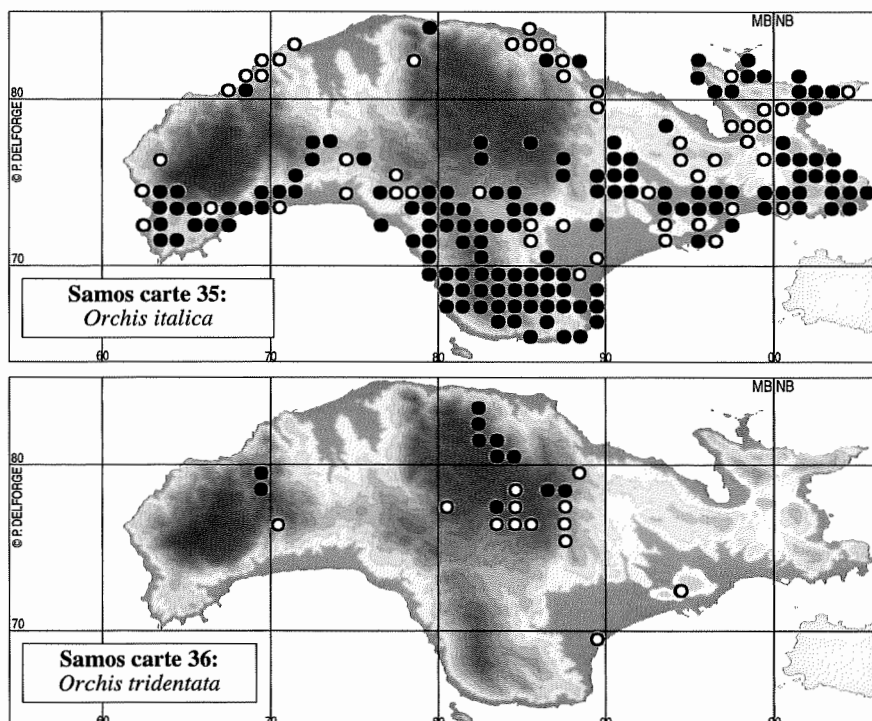 MB NB
80
© P. DELFORGE
70
Samos carte 35:
Orchis italica
60
70
80
90
00
MB NB
80
© P. DELFORGE
70
Samos carte 36:
Orchis tridentata
60
70
80
90
00